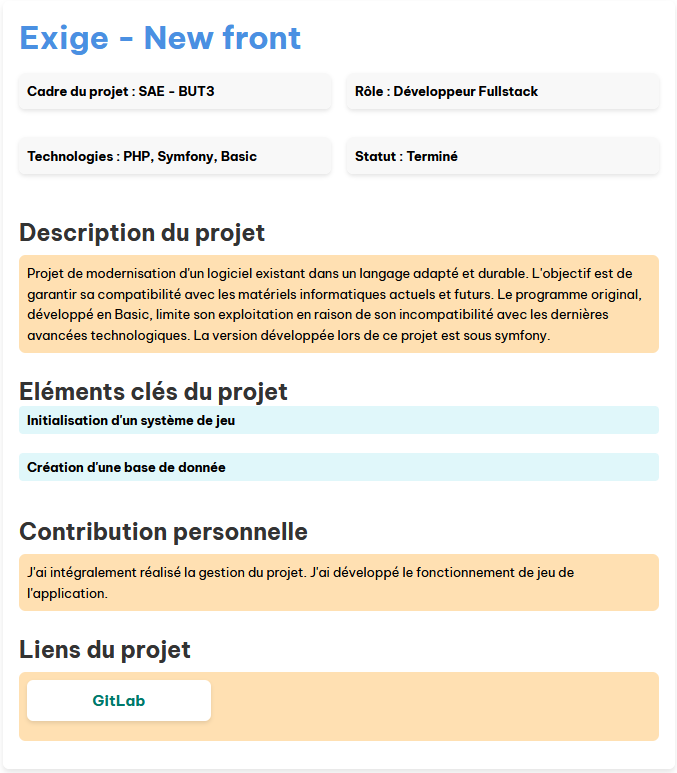 Exige - New front
Cadre du projet : SAE - BUT3
Rôle : Développeur Fullstack
Technologies : PHP, Symfony, Basic
Statut : Terminé
Description du projet
Projet de modernisation d'un logiciel existant dans un langage adapté et durable. L'objectif est de
garantir sa compatibilité avec les matériels informatiques actuels et futurs. Le programme original,
développé en Basic, limite son exploitation en raison de son incompatibilité avec les dernières
avancées technologiques. La version développée lors de ce projet est sous symfony.
Eléments clés du projet
Initialisation d'un système de jeu
Création d'une base de donnée
Contribution personnelle
J'ai intégralement réalisé la gestion du projet. J'ai développé le fonctionnement de jeu de
l'application.
Liens du projet
GitLab